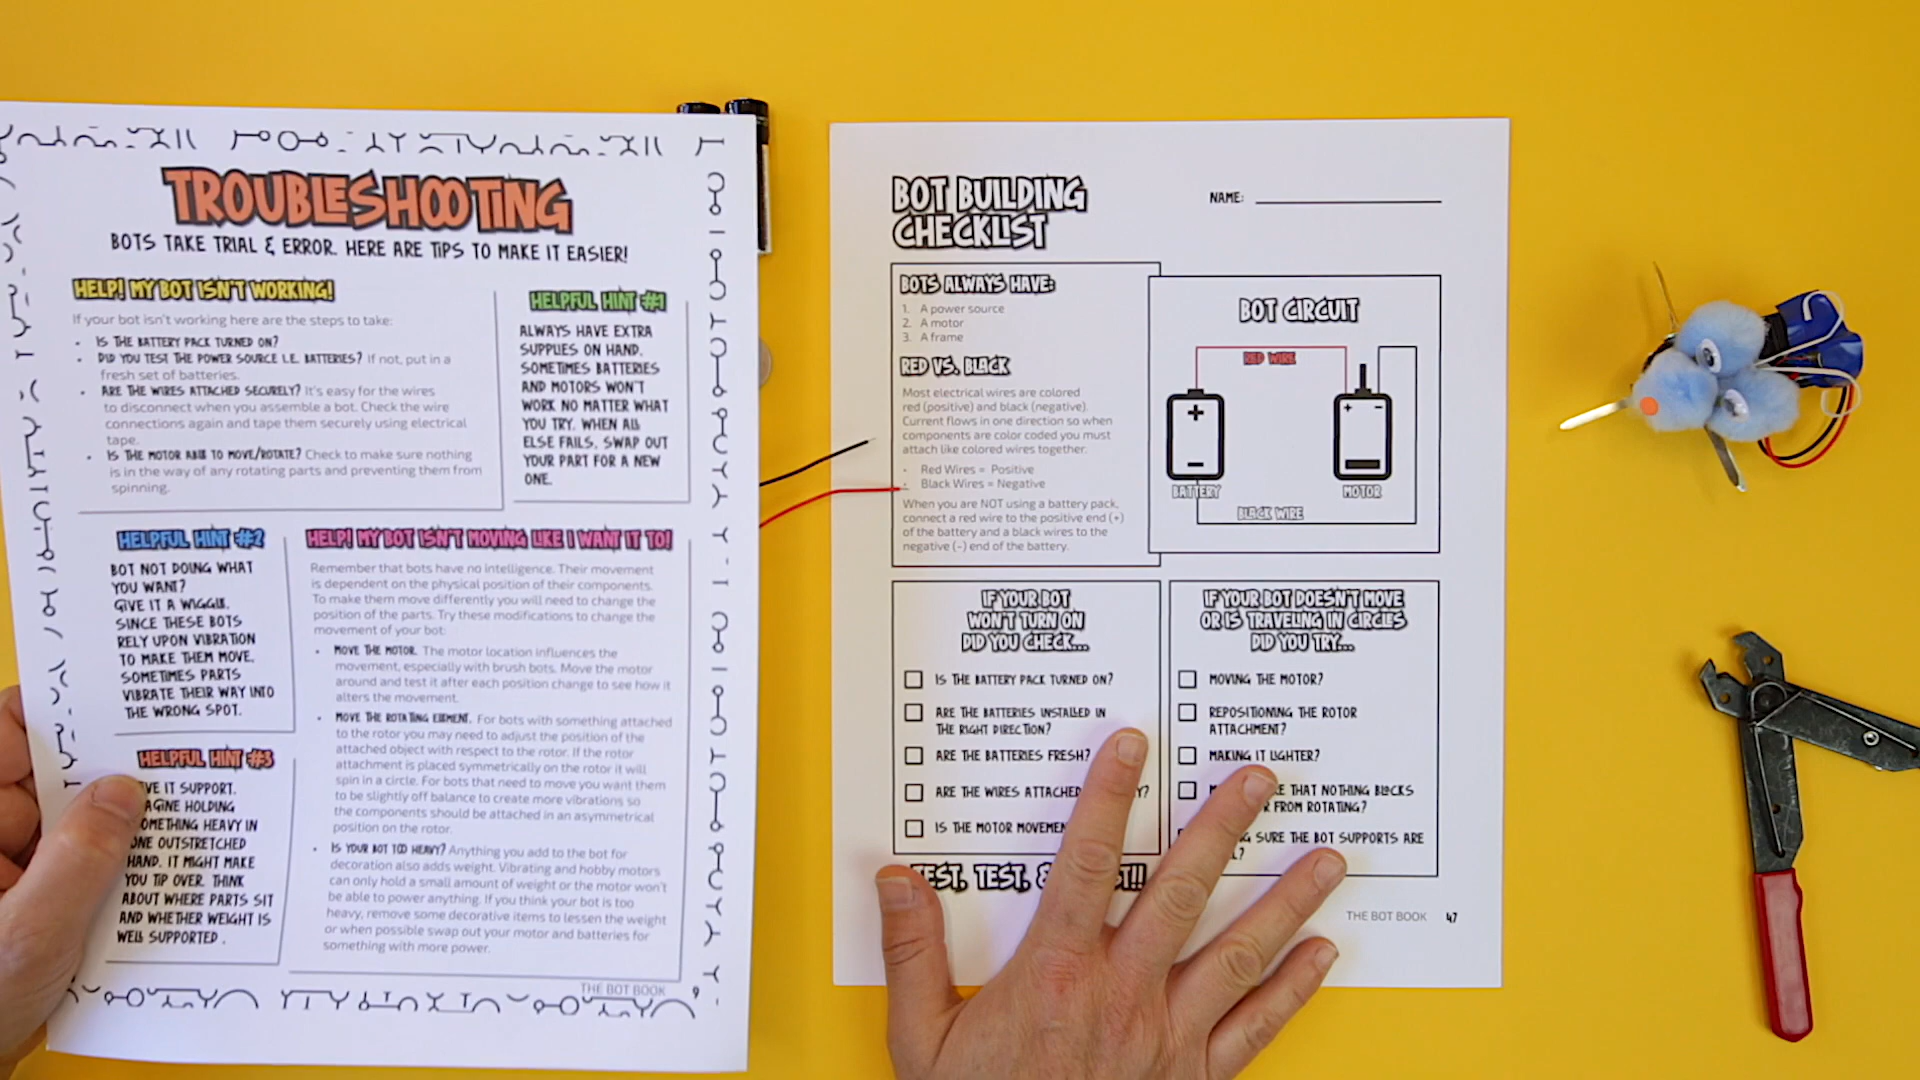 TROUBLESHOOTING
BOTS TAKE TRIAL & ERROR. HERE ARE TIPS TO MAKE IT EASIER!
HELP! MY BOT ISN'T WORKING!
If your bot isn't working here are the steps to take:
• IS THE BATTERY PACK TURNED ON?
• DID YOU TEST THE POWER SOURCE I.E. BATTERIES? If not, put in a
fresh set of batteries.
• ARE THE WIRES ATTACHED SECURELY? It's easy for the wires
to disconnect when you assemble a bot. Check the wire
connections again and tape them securely using electrical
tape.
• IS THE MOTOR ABLE TO MOVE/ROTATE? Check to make sure nothing
is in the way of any rotating parts and preventing them from
spinning.
HELPFUL HINT #1
ALWAYS HAVE EXTRA
SUPPLIES ON HAND.
SOMETIMES BATTERIES
AND MOTORS WON'T
WORK NO MATTER WHAT
YOU TRY. WHEN ALL
ELSE FAILS, SWAP OUT
YOUR PART FOR A NEW
ONE.
HELPFUL HINT #2
BOT NOT DOING WHAT
YOU WANT?
GIVE IT A WIGGLE.
SINCE THESE BOTS
RELY UPON VIBRATION
TO MAKE THEM MOVE,
SOMETIMES PARTS
VIBRATE THEIR WAY INTO
THE WRONG SPOT.
HELPFUL HINT #3
IT SUPPORT.
HOLDING
SOMETHING HEAVY IN
ONE OUTSTRETCHED
HAND. IT MIGHT MAKE
YOU TIP OVER. THINK
ABOUT WHERE PARTS SIT
AND WHETHER WEIGHT IS
WELL SUPPORTED .
HELP! MY BOT ISN'T MOVING LIKE I WANT IT TO!
Remember that bots have no intelligence. Their movement
is dependent on the physical position of their components.
To make them move differently you will need to change the
position of the parts. Try these modifications to change the
movement of your bot:
• MOVE THE MOTOR. The motor location influences the
movement, especially with brush bots. Move the motor
around and test it after each position change to see how it
alters the movement.
• MOVE THE ROTATING ELEMENT. For bots with something attached
to the rotor you may need to adjust the position of the
attached object with respect to the rotor. If the rotor
attachment is placed symmetrically on the rotor it will
spin in a circle. For bots that need to move you want them
to be slightly off balance to create more vibrations so
the components should be attached in an asymmetrical
position on the rotor.
• IS YOUR BOT TOO HEAVY? Anything you add to the bot for
decoration also adds weight. Vibrating and hobby motors
can only hold a small amount of weight or the motor won't
be able to power anything. If you think your bot is too
heavy, remove some decorative items to lessen the weight
or when possible swap out your motor and batteries for
something with more power.
THE BOT BOOK 9
BOT BUILDING
CHECKLIST
NAME:
BOTS ALWAYS HAVE:
1. A power source
2. A motor
3. A frame
RED VS. BLACK
Most electrical wires are colored
red (positive) and black (negative).
Current flows in one direction so when
components are color coded you must
attach like colored wires together.
• Red Wires = Positive
• Black Wires = Negative
When you are NOT using a battery pack,
connect a red wire to the positive end (+)
of the battery and a black wires to the
negative (-) end of the battery.
BOT CIRCUIT
RED WIRE
+
-
+ -
BATTERY
MOTOR
BLACK WIRE
IF YOUR BOT
WON'T TURN ON
DID YOU CHECK...
IS THE BATTERY PACK TURNED ON?
ARE THE BATTERIES INSTALLED IN
THE RIGHT DIRECTION?
ARE THE BATTERIES FRESH?
ARE THE WIRES ATTACHED
IS THE MOTOR
IF YOUR BOT DOESN'T MOVE
OR IS TRAVELING IN CIRCLES
DID YOU TRY...
MOVING THE MOTOR?
REPOSITIONING THE ROTOR
ATTACHMENT?
MAKING IT LIGHTER?
THAT NOTHING BLOCKS
FROM ROTATING?
SURE THE BOT SUPPORTS ARE
TEST, TEST, &
THE BOT BOOK 47